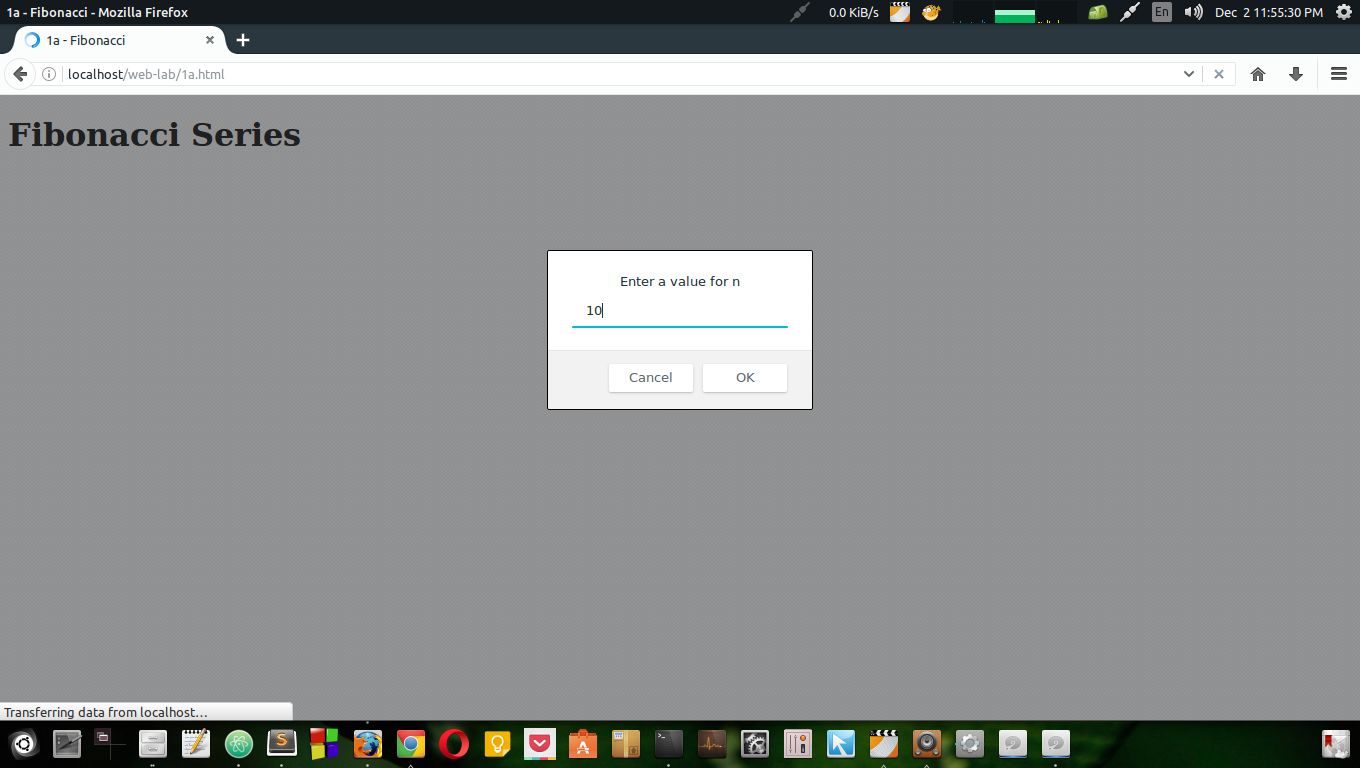 1a - Fibonacci - Mozilla Firefox
0.0 KiB/s
En
Dec 2 11:55:30 PM
1a - Fibonacci
localhost/web-lab/1a.html
Fibonacci Series
Enter a value for n
10
Cancel
OK
Transferring data from localhost…